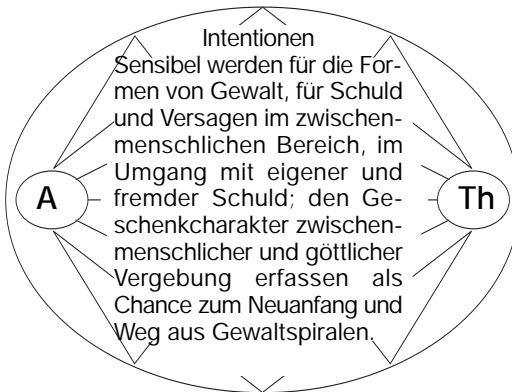 Intentionen
Sensibel werden für die For-
men von Gewalt, für Schuld
und Versagen im zwischen-
menschlichen Bereich, im
Umgang mit eigener und
fremder Schuld; den Ge-
schenkcharakter zwischen-
menschlicher und göttlicher
Vergebung erfassen als
Chance zum Neuanfang und
Weg aus Gewaltspiralen.
A
Th